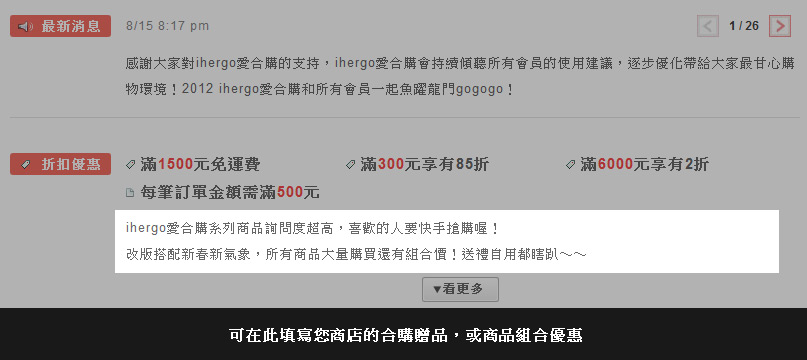 最新消息
8/15 8:17 pm
1 / 26
感謝大家對ihergo愛合購的支持，ihergo愛合購會持續傾聽所有會員的使用建議，逐步優化帶給大家最甘心購
物環境！2012 ihergo愛合購和所有會員一起魚躍龍門gogogo！
折扣優惠
滿1500元免運費
滿300元享有85折
滿6000元享有2折
每筆訂單金額需滿500元
ihergo愛合購系列商品詢問度超高，喜歡的人要快手搶購喔！
改版搭配新春新氣象，所有商品大量購買還有組合價！送禮自用都瞎趴～～
▼看更多
可在此填寫您商店的合購贈品，或商品組合優惠